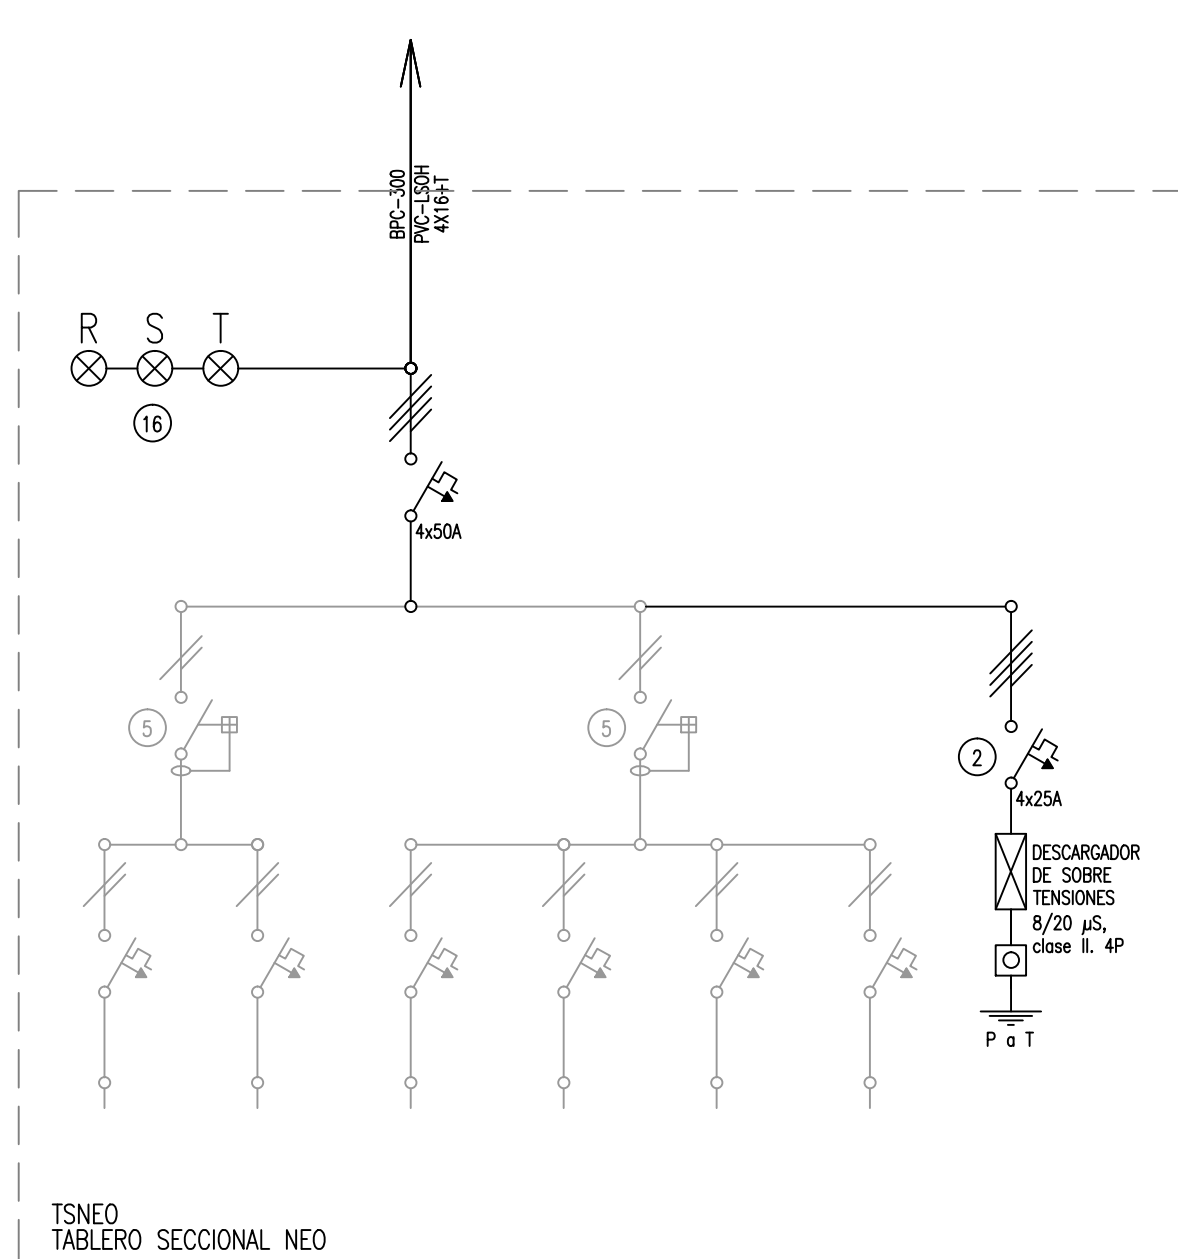 BPC-300
PVC-LSOH
4X16+T
R S T
16
4x50A
5
5
2
4x25A
DESCARGADOR
DE SOBRE
TENSIONES
8/20 µS,
clase II. 4P
P a T
TSNEO
TABLERO SECCIONAL NEO